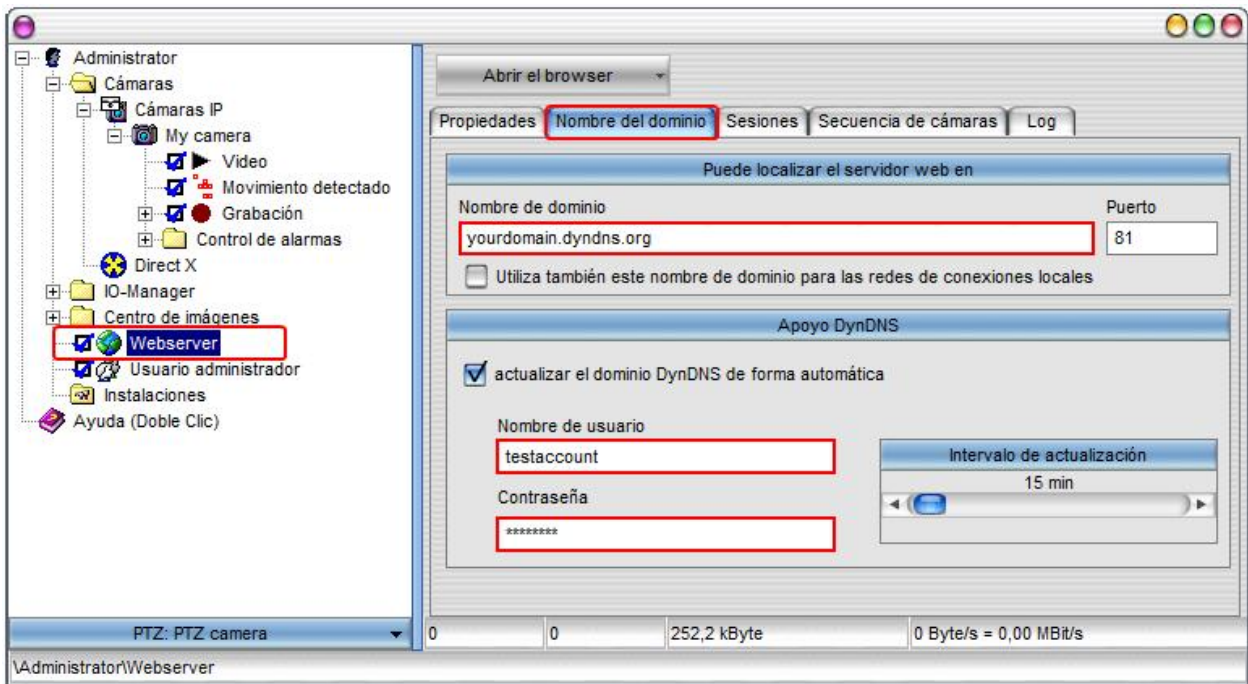 Administrator
Cámaras
Cámaras IP
My camera
Video
Movimiento detectado
Grabación
Control de alarmas
Direct X
IO-Manager
Centro de imágenes
Webserver
Usuario administrador
Instalaciones
Ayuda (Doble Clic)
PTZ: PTZ camera
Abrir el browser
Propiedades Nombre del dominio Sesiones Secuencia de cámaras Log
Puede localizar el servidor web en
Nombre de dominio Puerto
yourdomain.dyndns.org 81
Utiliza también este nombre de dominio para las redes de conexiones locales
Apoyo DynDNS
actualizar el dominio DynDNS de forma automática
Nombre de usuario
testaccount
Intervalo de actualización
15 min
Contraseña
********
0 0 252,2 kByte 0 Byte/s = 0,00 MBit/s
\Administrator\Webserver